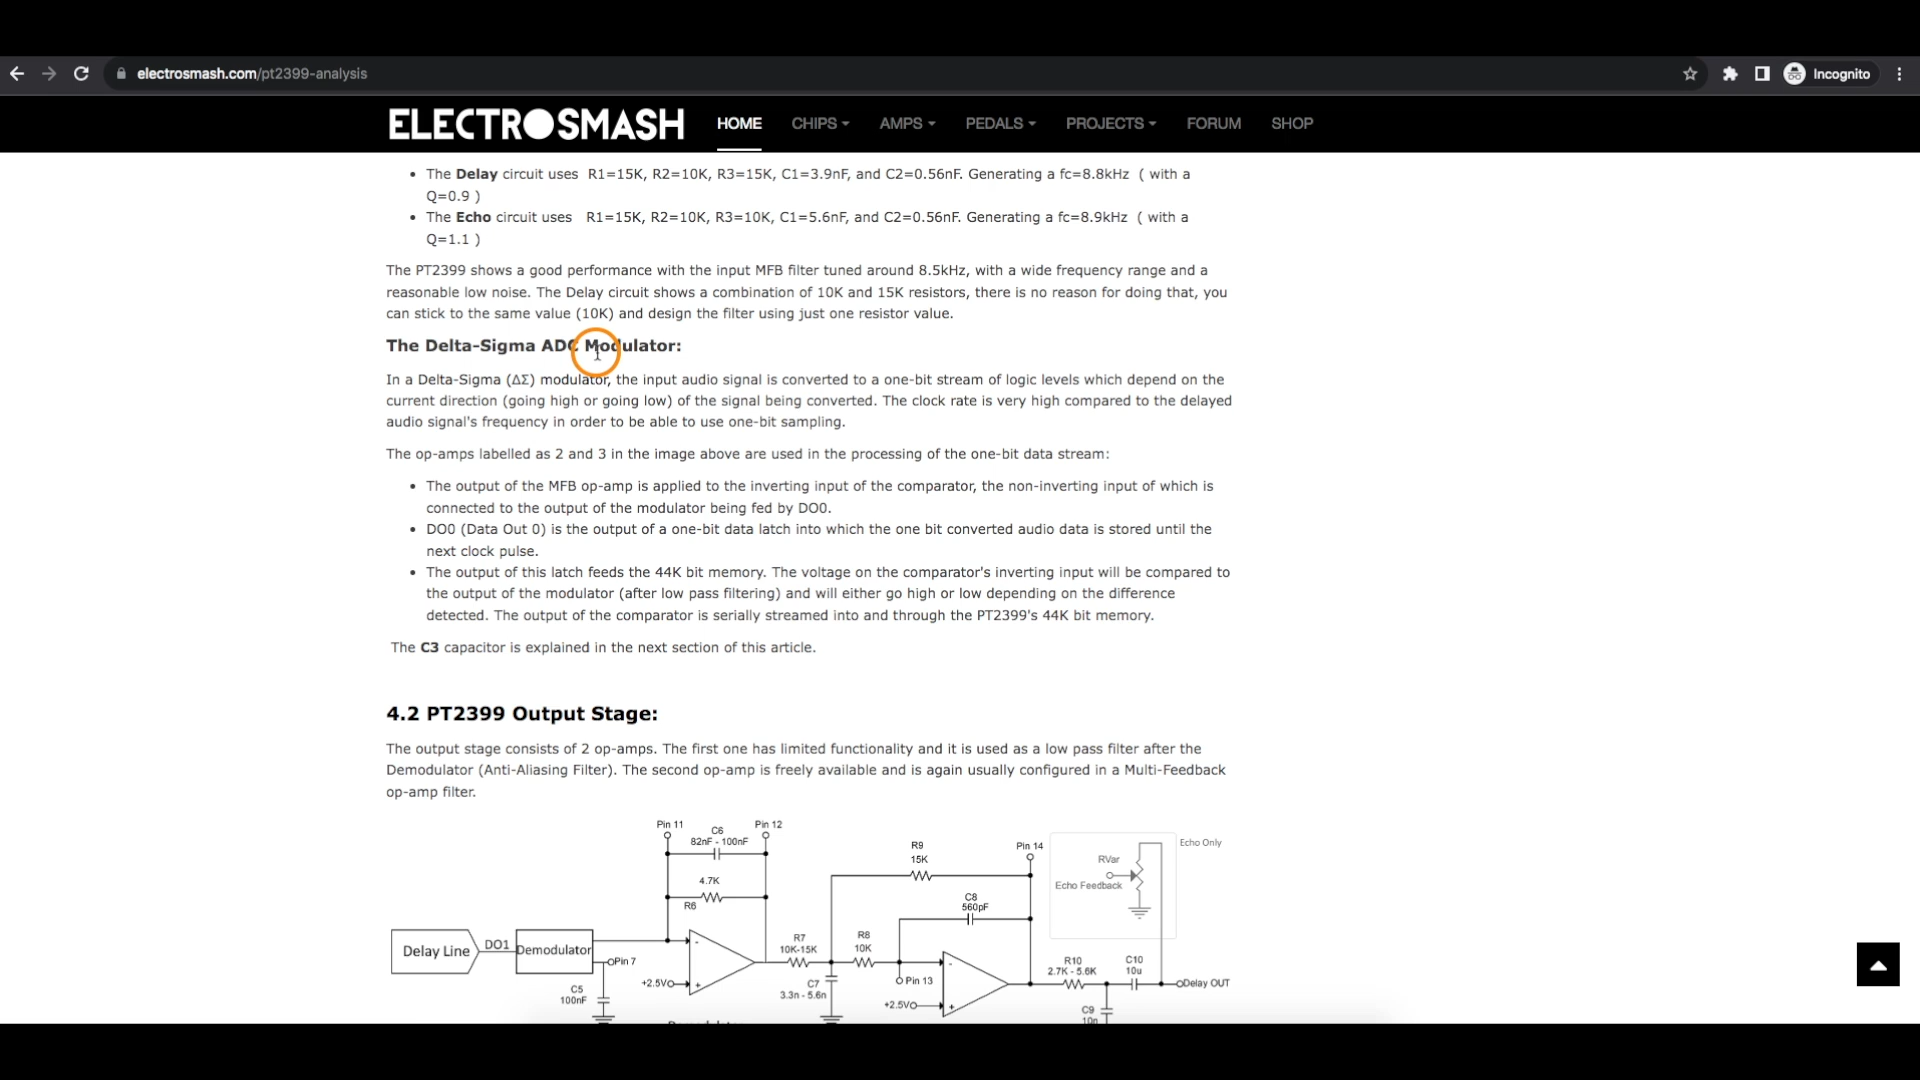 electrosmash.com/pt2399-analysis
Incognito
ELECTROSMASH
HOME CHIPS AMPS PEDALS PROJECTS FORUM SHOP
• The Delay circuit uses R1=15K, R2=10K, R3=15K, C1=3.9nF, and C2=0.56nF. Generating a fc=8.8kHz ( with a
Q=0.9 )
• The Echo circuit uses R1=15K, R2=10K, R3=10K, C1=5.6nF, and C2=0.56nF. Generating a fc=8.9kHz ( with a
Q=1.1 )
The PT2399 shows a good performance with the input MFB filter tuned around 8.5kHz, with a wide frequency range and a
reasonable low noise. The Delay circuit shows a combination of 10K and 15K resistors, there is no reason for doing that, you
can stick to the same value (10K) and design the filter using just one resistor value.
The Delta-Sigma ADC Modulator:
In a Delta-Sigma (ΔΣ) modulator, the input audio signal is converted to a one-bit stream of logic levels which depend on the
current direction (going high or going low) of the signal being converted. The clock rate is very high compared to the delayed
audio signal's frequency in order to be able to use one-bit sampling.
The op-amps labelled as 2 and 3 in the image above are used in the processing of the one-bit data stream:
• The output of the MFB op-amp is applied to the inverting input of the comparator, the non-inverting input of which is
connected to the output of the modulator being fed by DO0.
• DO0 (Data Out 0) is the output of a one-bit data latch into which the one bit converted audio data is stored until the
next clock pulse.
• The output of this latch feeds the 44K bit memory. The voltage on the comparator's inverting input will be compared to
the output of the modulator (after low pass filtering) and will either go high or low depending on the difference
detected. The output of the comparator is serially streamed into and through the PT2399's 44K bit memory.
The C3 capacitor is explained in the next section of this article.
4.2 PT2399 Output Stage:
The output stage consists of 2 op-amps. The first one has limited functionality and it is used as a low pass filter after the
Demodulator (Anti-Aliasing Filter). The second op-amp is freely available and is again usually configured in a Multi-Feedback
op-amp filter.
Pin 11
C6
82nF - 100nF
Pin 12
4.7K
R6
R9
15K
Pin 14
Echo Only
RVar
Echo Feedback
C8
560pF
Delay Line
DO1
Demodulator
Pin 7
C5
100nF
-
+
+2.5V
R7
10K-15K
R8
10K
C7
3.3n - 5.6n
Pin 13
-
+
+2.5V
R10
2.7K - 5.6K
C10
10u
Delay OUT
C9
10n